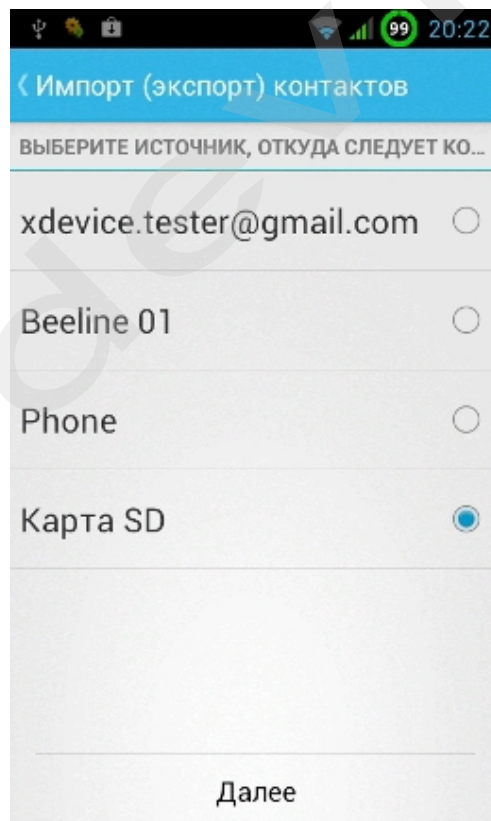 99 20:22
Импорт (экспорт) контактов
ВЫБЕРИТЕ ИСТОЧНИК, ОТКУДА СЛЕДУЕТ КО...
xdevice.tester@gmail.com
Beeline 01
Phone
Карта SD
Далее